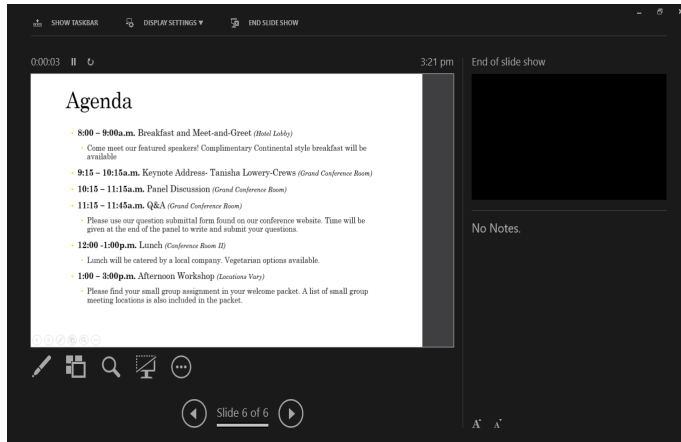 SHOW TASKBAR
DISPLAY SETTINGS ▼
END SLIDE SHOW
0:00:03
3:21 pm
End of slide show
Agenda
8:00 – 9:00a.m. Breakfast and Meet-and-Greet (Hotel Lobby)
Come meet our featured speakers! Complimentary Continental style breakfast will be
available
9:15 – 10:15a.m. Keynote Address- Tanisha Lowery-Crews (Grand Conference Room)
10:15 – 11:15a.m. Panel Discussion (Grand Conference Room)
11:15 – 11:45a.m. Q&A (Grand Conference Room)
Please use our question submittal form found on our conference website. Time will be
given at the end of the panel to write and submit your questions.
12:00 -1:00p.m. Lunch (Conference Room II)
Lunch will be catered by a local company. Vegetarian options available.
1:00 – 3:00p.m. Afternoon Workshop (Locations Vary)
Please find your small group assignment in your welcome packet. A list of small group
meeting locations is also included in the packet.
No Notes.
Slide 6 of 6
A A